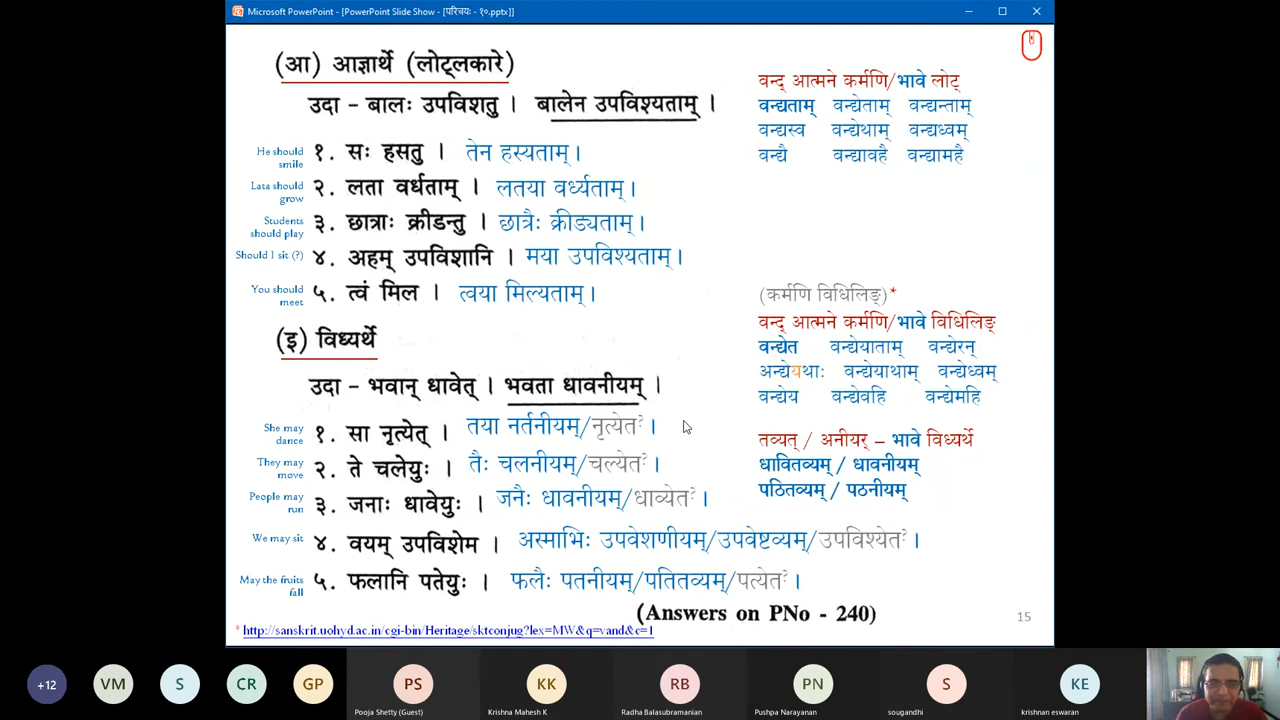 Microsoft PowerPoint - [PowerPoint Slide Show - [परिचयः - १०.pptx]]
(आ) आज्ञार्थे (लोट्लकारे)
उदा - बालः उपविशतु । बालेन उपविश्यताम् ।
He should smile १. सः हसतु । तेन हस्यताम् ।
Lata should grow २. लता वर्धताम् । लतया वर्ध्यताम् ।
Students should play ३. छात्राः क्रीडन्तु । छात्रैः क्रीड्यताम् ।
Should I sit (?) ४. अहम् उपविशानि । मया उपविश्यताम् ।
You should meet ५. त्वं मिल । त्वया मिल्यताम् ।
(इ) विध्यर्थे
उदा - भवान् धावेत् । भवता धावनीयम् ।
She may dance १. सा नृत्येत् । तया नर्तनीयम्/नृत्येत* ।
They may move २. ते चलेयुः । तैः चलनीयम्/चल्येत* ।
People may run ३. जनाः धावेयुः । जनैः धावनीयम्/धाव्येत* ।
We may sit ४. वयम् उपविशेम । अस्माभिः उपवेशणीयम्/उपवेष्टव्यम्/उपविश्येत* ।
May the fruits fall ५. फलानि पतेयुः । फलैः पतनीयम्/पतितव्यम्/पत्येत* ।
(Answers on PNo - 240)
* http://sanskrit.uohyd.ac.in/cgi-bin/Heritage/sktconjug?lex=MW&q=vand&c=1
वन्द् आत्मने कर्मणि/भावे लोट्
वन्द्यताम् वन्द्येताम् वन्द्यन्ताम्
वन्द्यस्व वन्द्येथाम् वन्द्यध्वम्
वन्द्यै वन्द्यावहै वन्द्यामहै
(कर्मणि विधिलिङ्)*
वन्द् आत्मने कर्मणि/भावे विधिलिङ्
वन्द्येत वन्द्येयाताम् वन्द्येरन्
अन्द्येयथाः वन्द्येयाथाम् वन्द्येध्वम्
वन्द्येय वन्द्येवहि वन्द्येमहि
तव्यत् / अनीयर् – भावे विध्यर्थे
धावितव्यम् / धावनीयम्
पठितव्यम् / पठनीयम्
15
+12 VM S CR GP PS KK RB PN S KE
Pooja Shetty (Guest) Krishna Mahesh K Radha Balasubramanian Pushpa Narayanan sougandhi krishnan eswaran